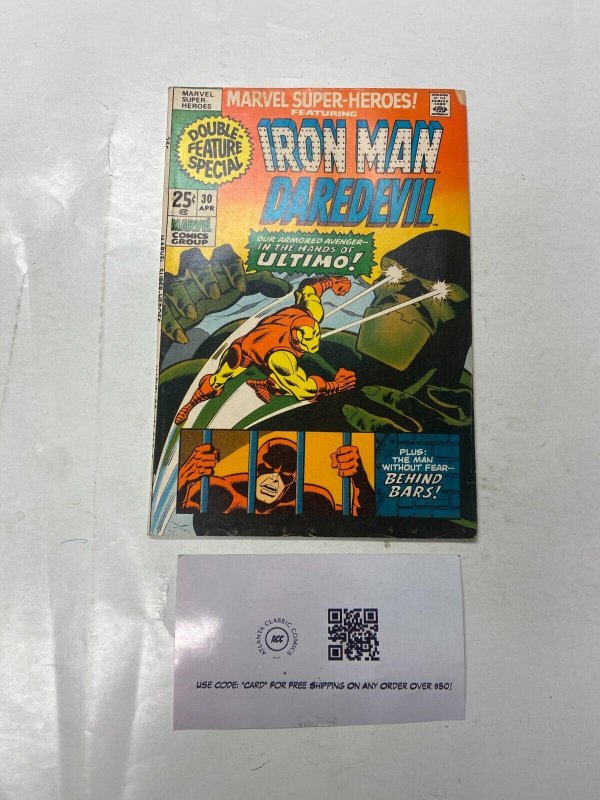 MARVEL
SUPER-
HEROES
MARVEL SUPER-HEROES!
FEATURING
DOUBLE-
FEATURE
SPECIAL
IRON MAN
DAREDEVIL
25¢
30
APR
MARVEL
COMICS
GROUP
OUR ARMORED AVENGER--
IN THE HANDS OF
ULTIMO!
PLUS:
THE MAN
WITHOUT FEAR--
BEHIND
BARS!
ATLANTA CLASSIC COMICS
ACC
USE CODE: "CARD" FOR FREE SHIPPING ON ANY ORDER OVER $50!